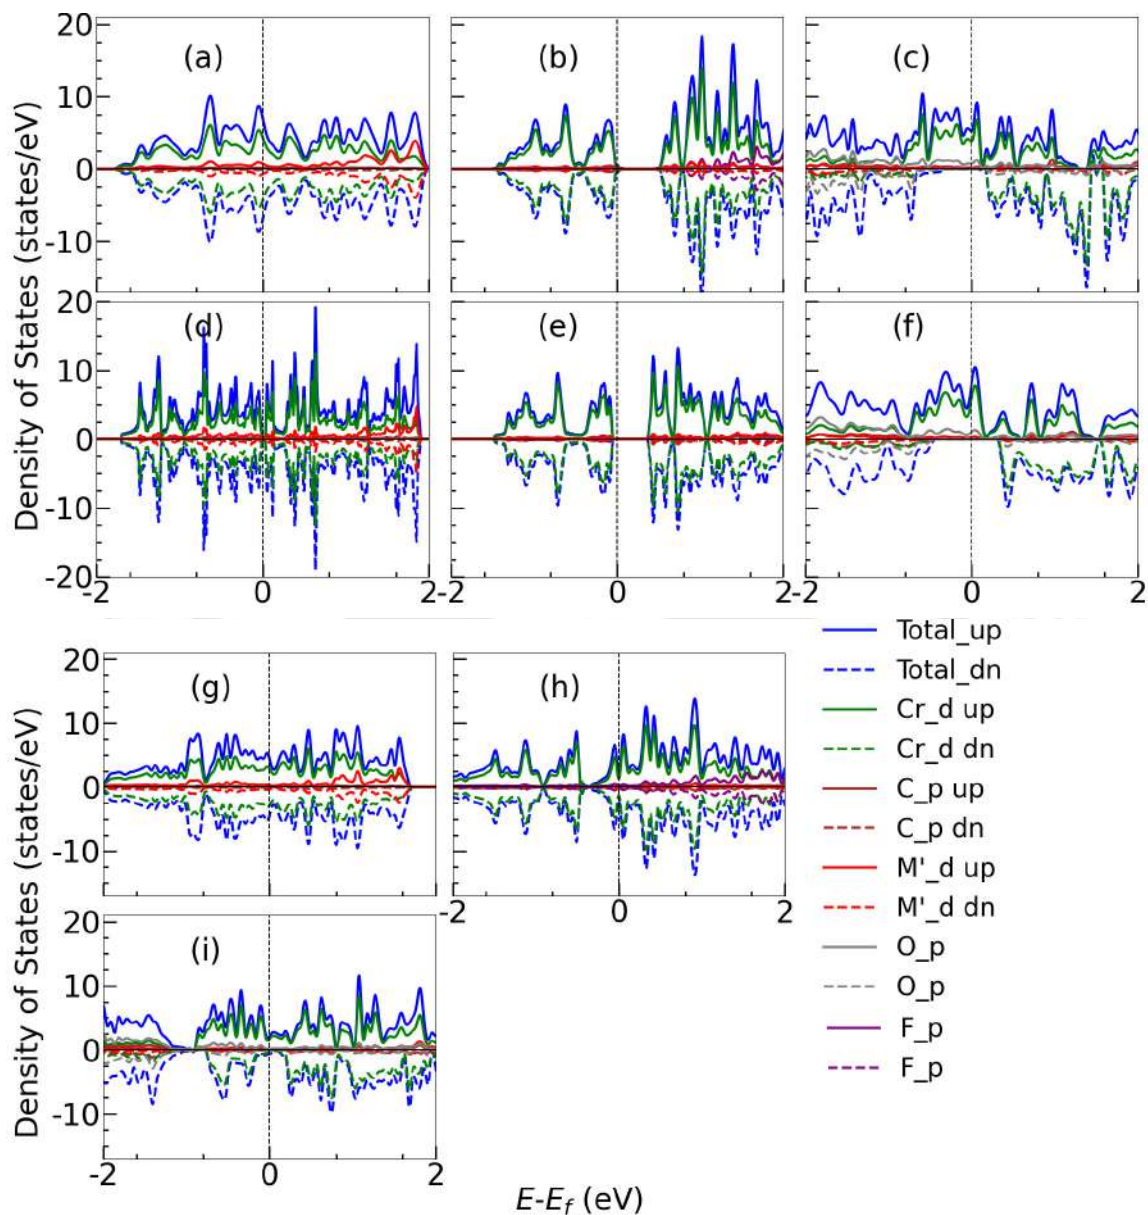 20
10
0
-10
(a)
(b)
(c)
20
10
0
-10
-20
(d)
(e)
(f)
-2 0 2 -2 0 2 -2 0 2
Density of States (states/eV)
Total_up
Total_dn
Cr_d up
Cr_d dn
C_p up
C_p dn
M'_d up
M'_d dn
O_p
O_p
F_p
F_p
20
10
0
-10
(g)
(h)
-2 0 2
20
10
0
-10
(i)
-2 0 2
Density of States (states/eV)
E-E_f (eV)